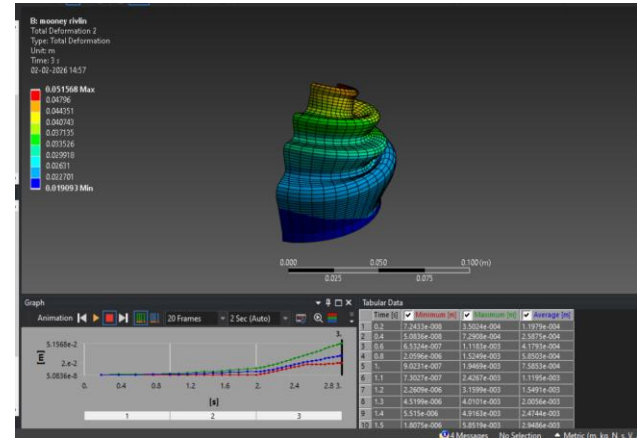 B: mooney rivlin
Total Deformation 2
Type: Total Deformation
Unit: m
Time: 3 s
02-02-2026 14:57
0.051568 Max
0.04796
0.044351
0.040743
0.037135
0.033526
0.029918
0.02631
0.022701
0.019093 Min
0.000 0.050 0.100 (m)
0.025 0.075
Graph
Animation 20 Frames 2 Sec (Auto)
3.
5.1568e-2
2.e-2
5.0836e-8
[m]
0. 0.4 0.8 1.2 1.6 2. 2.4 2.8 3.
[s]
1 2 3
Tabular Data
Time [s] Minimum [m] Maximum [m] Average [m]
1 0.2 7.2433e-008 3.5024e-004 1.1979e-004
2 0.4 5.0836e-008 7.2908e-004 2.5875e-004
3 0.6 6.5324e-007 1.1183e-003 4.1793e-004
4 0.8 2.0596e-006 1.5249e-003 5.8503e-004
5 1. 9.0231e-007 1.9469e-003 7.5853e-004
6 1.1 7.3027e-007 2.4267e-003 1.1195e-003
7 1.2 2.2609e-006 3.1599e-003 1.5491e-003
8 1.3 4.5199e-006 4.0101e-003 2.0056e-003
9 1.4 5.515e-006 4.9163e-003 2.4744e-003
10 1.5 1.8075e-006 5.8519e-003 2.9486e-003
4 Messages No Selection Metric (m, kg, N, s, V,